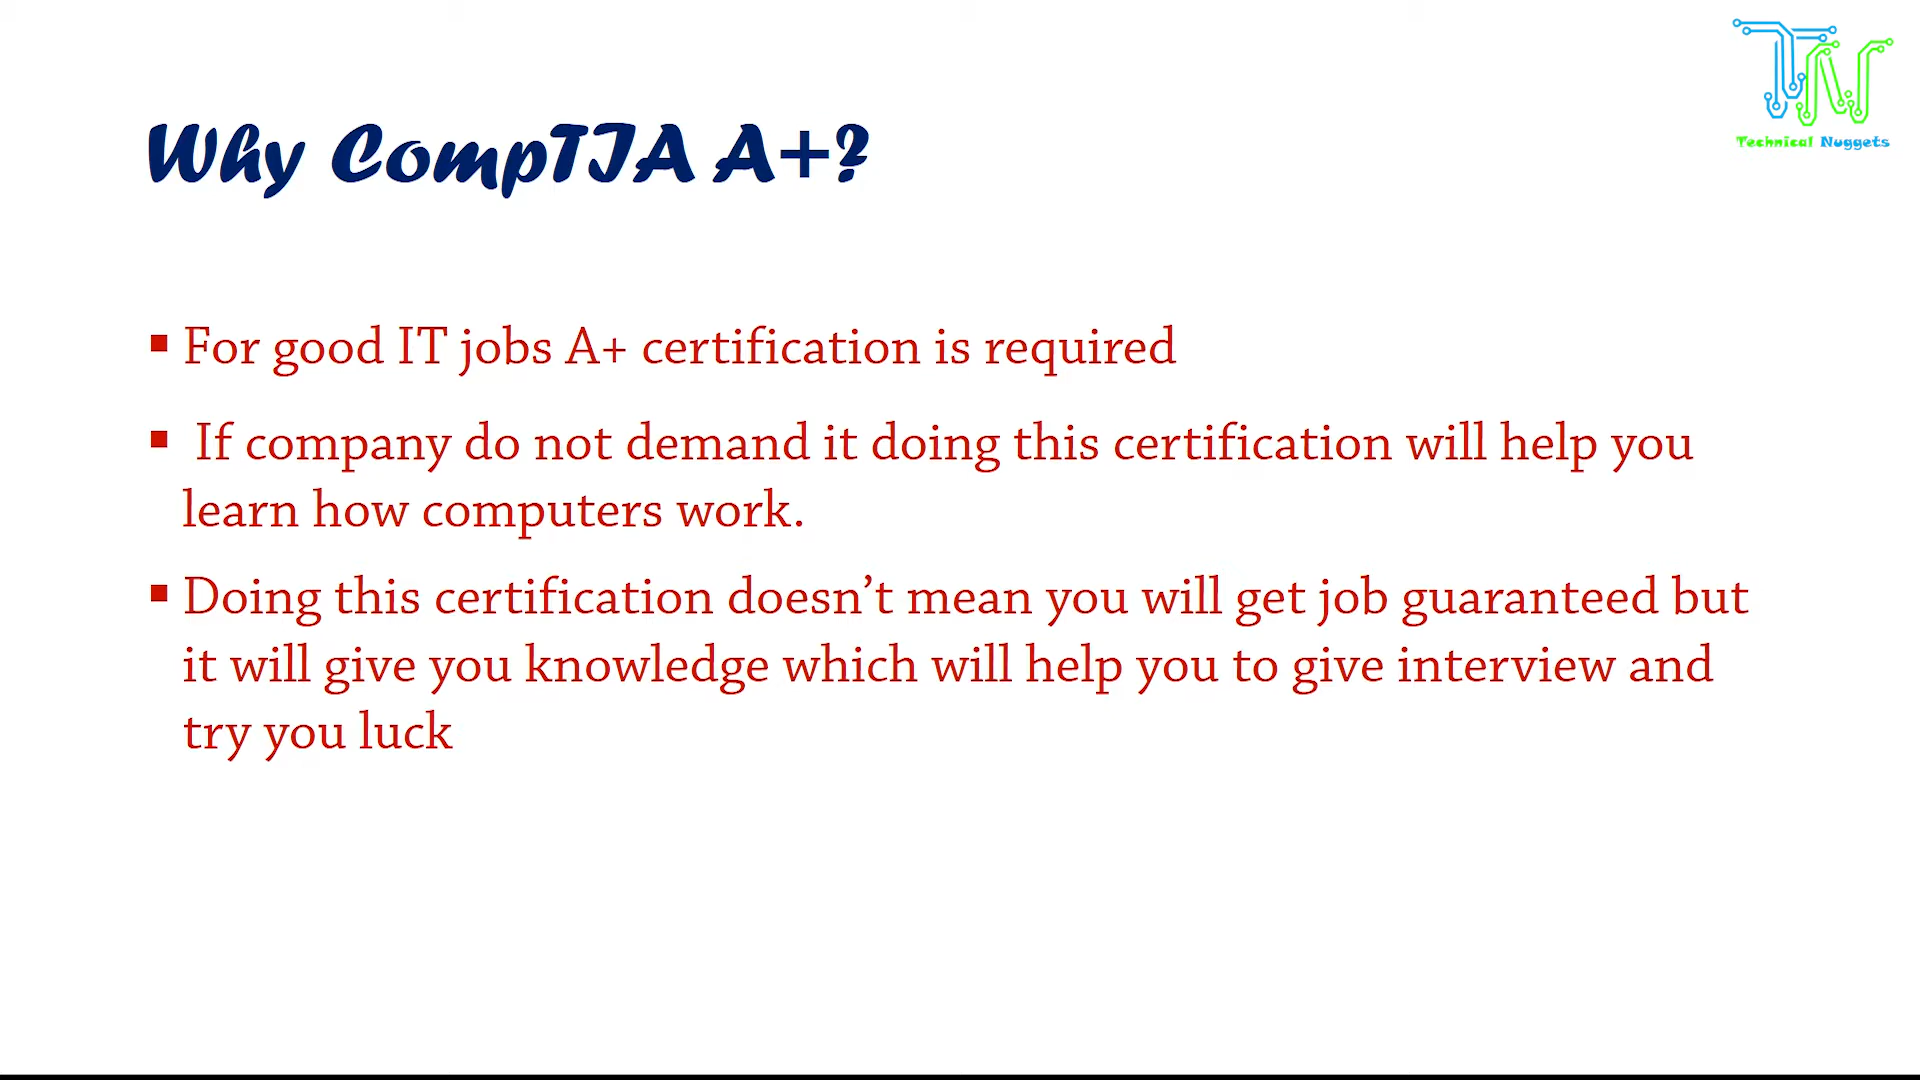 TN
Technical Nuggets
Why CompTIA A+?
▪ For good IT jobs A+ certification is required
▪ If company do not demand it doing this certification will help you
learn how computers work.
▪ Doing this certification doesn’t mean you will get job guaranteed but
it will give you knowledge which will help you to give interview and
try you luck